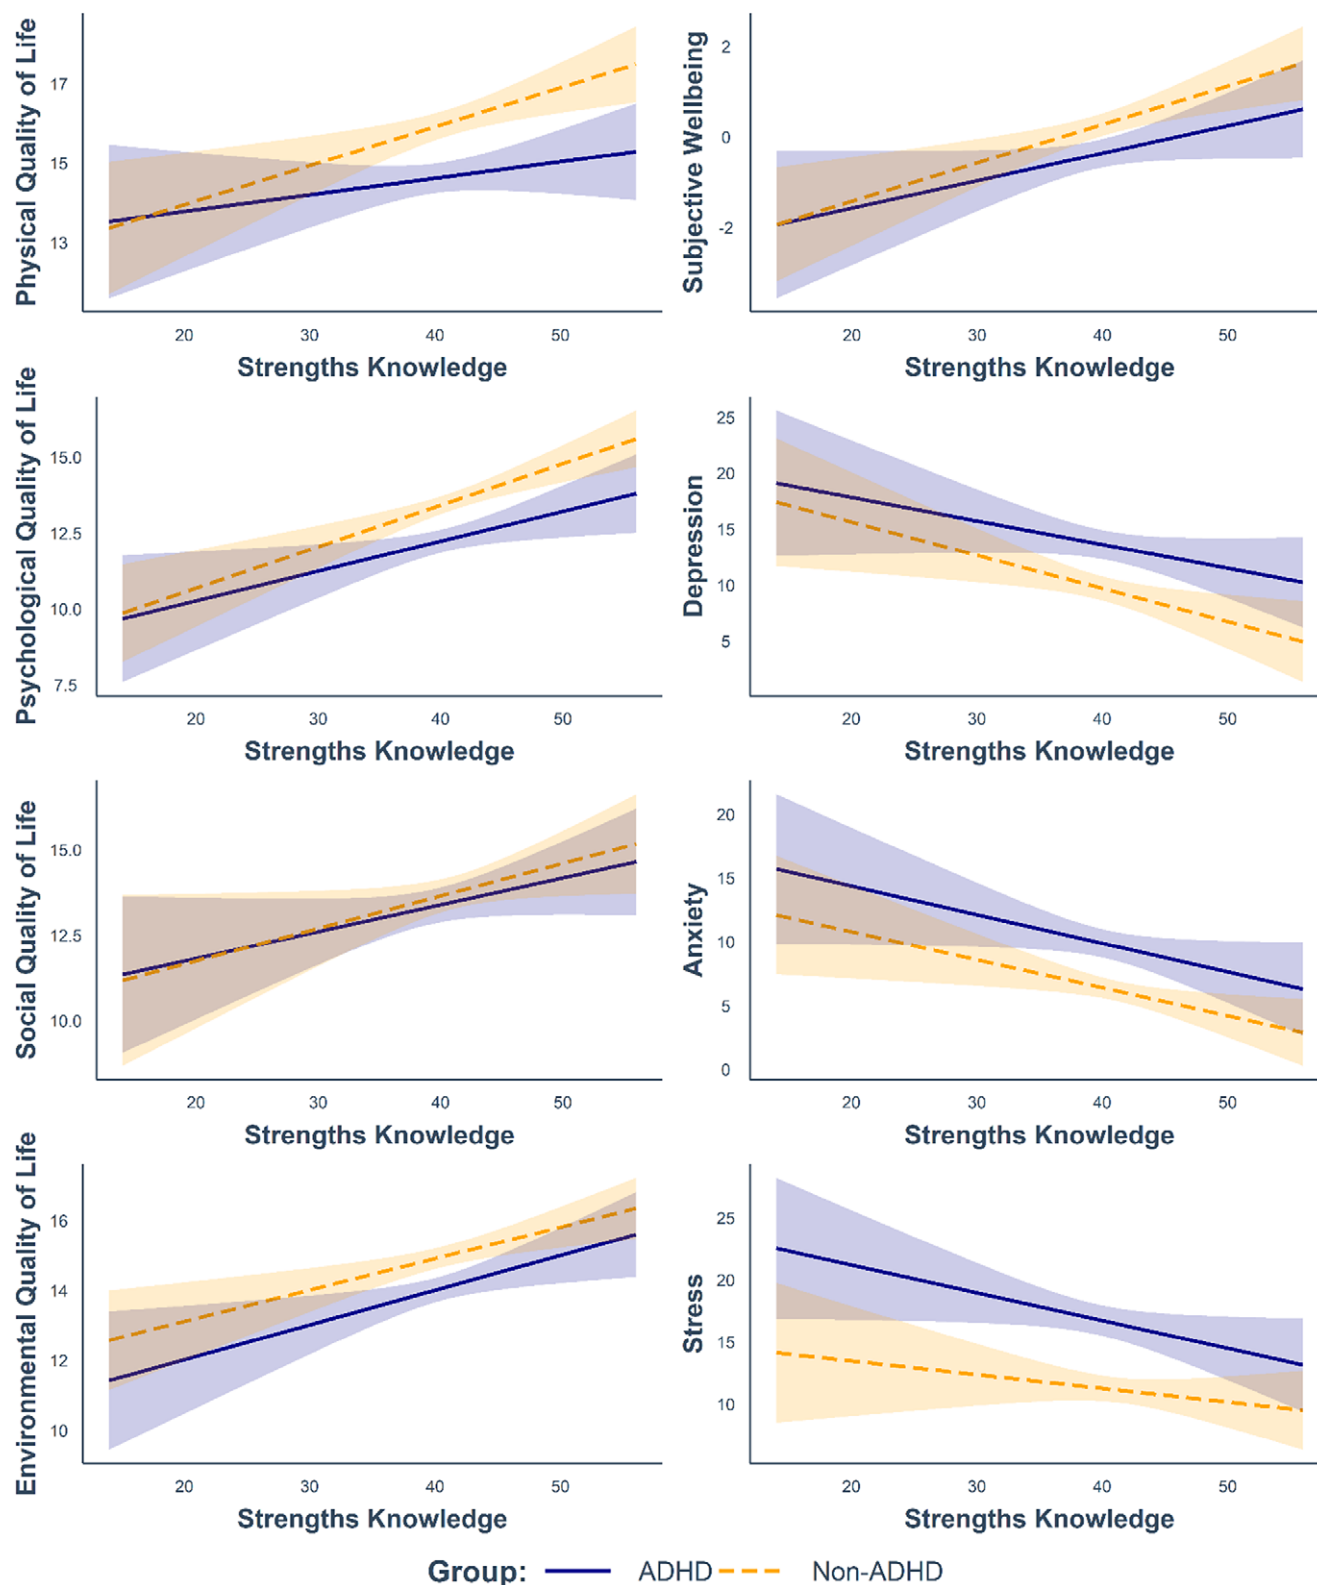 Physical Quality of Life
17
15
13
20 30 40 50
Strengths Knowledge
Subjective Wellbeing
2
0
-2
20 30 40 50
Strengths Knowledge
Psychological Quality of Life
15.0
12.5
10.0
7.5
20 30 40 50
Strengths Knowledge
Depression
25
20
15
10
5
20 30 40 50
Strengths Knowledge
Social Quality of Life
15.0
12.5
10.0
20 30 40 50
Strengths Knowledge
Anxiety
20
15
10
5
0
20 30 40 50
Strengths Knowledge
Environmental Quality of Life
16
14
12
10
20 30 40 50
Strengths Knowledge
Stress
25
20
15
10
20 30 40 50
Strengths Knowledge
Group: ADHD Non-ADHD